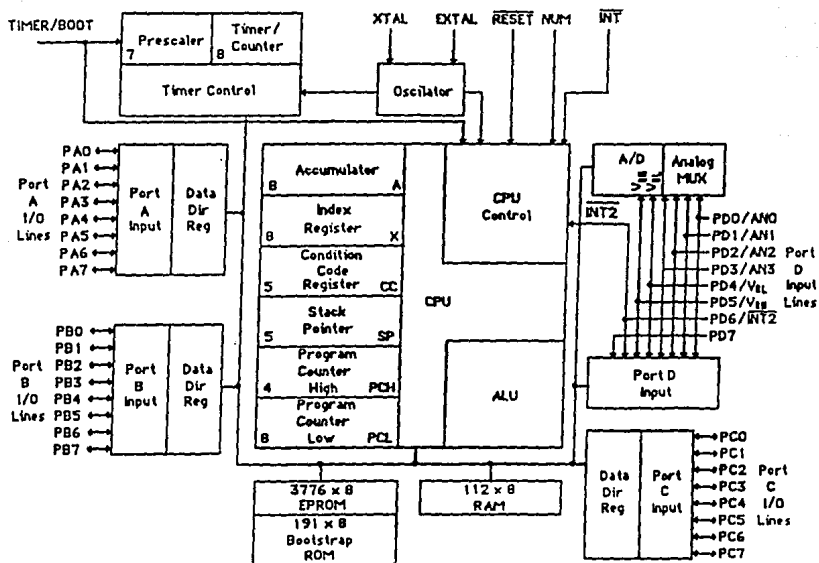 TIMER/BOOT
Prescaler
7
Timer/
Counter
8
Timer Control
XTAL
EXTAL
RESET
NUM
INT
Oscilator
PA0
PA1
PA2
PA3
PA4
PA5
PA6
PA7
Port
A
I/O
Lines
Port
A
Input
Data
Dir
Reg
Accumulator
8 A
Index
Register
8 X
Condition
Code
Register
5 CC
Stack
Pointer
5 SP
Program
Counter
High
4 PCH
Program
Counter
Low
8 PCL
CPU
CPU
Control
ALU
INT2
A/D
VRH
VRL
Analog
MUX
PD0/AN0
PD1/AN1
PD2/AN2
PD3/AN3
PD4/VRL
PD5/VRH
PD6/INT2
PD7
Port
D
Input
Lines
Port D
Input
PB0
PB1
PB2
PB3
PB4
PB5
PB6
PB7
Port
B
I/O
Lines
Port
B
Input
Data
Dir
Reg
3776 x 8
EPROM
191 x 8
Bootstrap
ROM
112 x 8
RAM
Data
Dir
Reg
Port
C
Input
PC0
PC1
PC2
PC3
PC4
PC5
PC6
PC7
Port
C
I/O
Lines